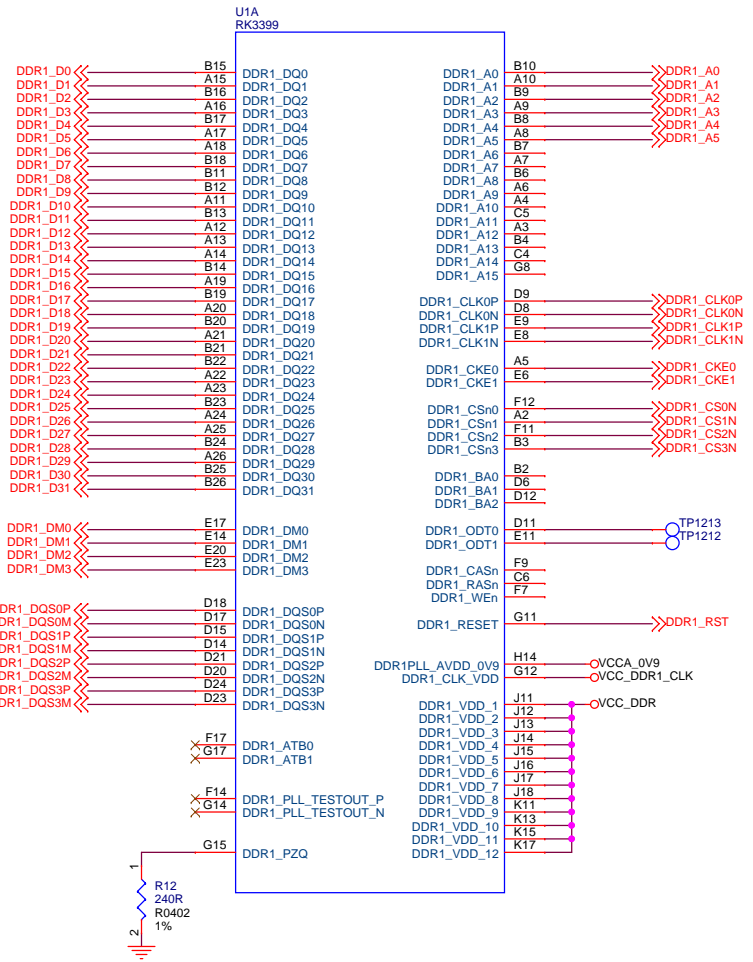 U1A
RK3399
DDR1_D0 B15 DDR1_DQ0 DDR1_A0 B10 DDR1_A0
DDR1_D1 A15 DDR1_DQ1 DDR1_A1 A10 DDR1_A1
DDR1_D2 B16 DDR1_DQ2 DDR1_A2 B9 DDR1_A2
DDR1_D3 A16 DDR1_DQ3 DDR1_A3 A9 DDR1_A3
DDR1_D4 B17 DDR1_DQ4 DDR1_A4 B8 DDR1_A4
DDR1_D5 A17 DDR1_DQ5 DDR1_A5 A8 DDR1_A5
DDR1_D6 A18 DDR1_DQ6 DDR1_A6 B7
DDR1_D7 B18 DDR1_DQ7 DDR1_A7 A7
DDR1_D8 B11 DDR1_DQ8 DDR1_A8 B6
DDR1_D9 B12 DDR1_DQ9 DDR1_A9 A6
DDR1_D10 A11 DDR1_DQ10 DDR1_A10 A4
DDR1_D11 B13 DDR1_DQ11 DDR1_A11 C5
DDR1_D12 A12 DDR1_DQ12 DDR1_A12 A3
DDR1_D13 A13 DDR1_DQ13 DDR1_A13 B4
DDR1_D14 A14 DDR1_DQ14 DDR1_A14 C4
DDR1_D15 B14 DDR1_DQ15 DDR1_A15 G8
DDR1_D16 A19 DDR1_DQ16
DDR1_D17 B19 DDR1_DQ17 DDR1_CLK0P D9 DDR1_CLK0P
DDR1_D18 A20 DDR1_DQ18 DDR1_CLK0N D8 DDR1_CLK0N
DDR1_D19 B20 DDR1_DQ19 DDR1_CLK1P E9 DDR1_CLK1P
DDR1_D20 A21 DDR1_DQ20 DDR1_CLK1N E8 DDR1_CLK1N
DDR1_D21 B21 DDR1_DQ21
DDR1_D22 B22 DDR1_DQ22 DDR1_CKE0 A5 DDR1_CKE0
DDR1_D23 A22 DDR1_DQ23 DDR1_CKE1 E6 DDR1_CKE1
DDR1_D24 A23 DDR1_DQ24
DDR1_D25 B23 DDR1_DQ25 DDR1_CSn0 F12 DDR1_CS0N
DDR1_D26 A24 DDR1_DQ26 DDR1_CSn1 A2 DDR1_CS1N
DDR1_D27 A25 DDR1_DQ27 DDR1_CSn2 F11 DDR1_CS2N
DDR1_D28 B24 DDR1_DQ28 DDR1_CSn3 B3 DDR1_CS3N
DDR1_D29 A26 DDR1_DQ29
DDR1_D30 B25 DDR1_DQ30 DDR1_BA0 B2
DDR1_D31 B26 DDR1_DQ31 DDR1_BA1 D6
DDR1_BA2 D12
DDR1_DM0 E17 DDR1_DM0 DDR1_ODT0 D11 TP1213
DDR1_DM1 E14 DDR1_DM1 DDR1_ODT1 E11 TP1212
DDR1_DM2 E20 DDR1_DM2
DDR1_DM3 E23 DDR1_DM3 DDR1_CASn F9
DDR1_RASn C6
DDR1_WEn F7
DR1_DQS0P D18 DDR1_DQS0P
DR1_DQS0M D17 DDR1_DQS0N DDR1_RESET G11 DDR1_RST
DR1_DQS1P D15 DDR1_DQS1P
DR1_DQS1M D14 DDR1_DQS1N
DR1_DQS2P D21 DDR1_DQS2P DDR1PLL_AVDD_0V9 H14 VCCA_0V9
DR1_DQS2M D20 DDR1_DQS2N DDR1_CLK_VDD G12 VCC_DDR1_CLK
DR1_DQS3P D24 DDR1_DQS3P
DR1_DQS3M D23 DDR1_DQS3N DDR1_VDD_1 J11 VCC_DDR
DDR1_VDD_2 J12
DDR1_VDD_3 J13
F17 DDR1_ATB0 DDR1_VDD_4 J14
G17 DDR1_ATB1 DDR1_VDD_5 J15
DDR1_VDD_6 J16
DDR1_VDD_7 J17
F14 DDR1_PLL_TESTOUT_P DDR1_VDD_8 J18
G14 DDR1_PLL_TESTOUT_N DDR1_VDD_9 K11
DDR1_VDD_10 K13
DDR1_VDD_11 K15
G15 DDR1_PZQ DDR1_VDD_12 K17
1
R12
240R
R0402
1%
2